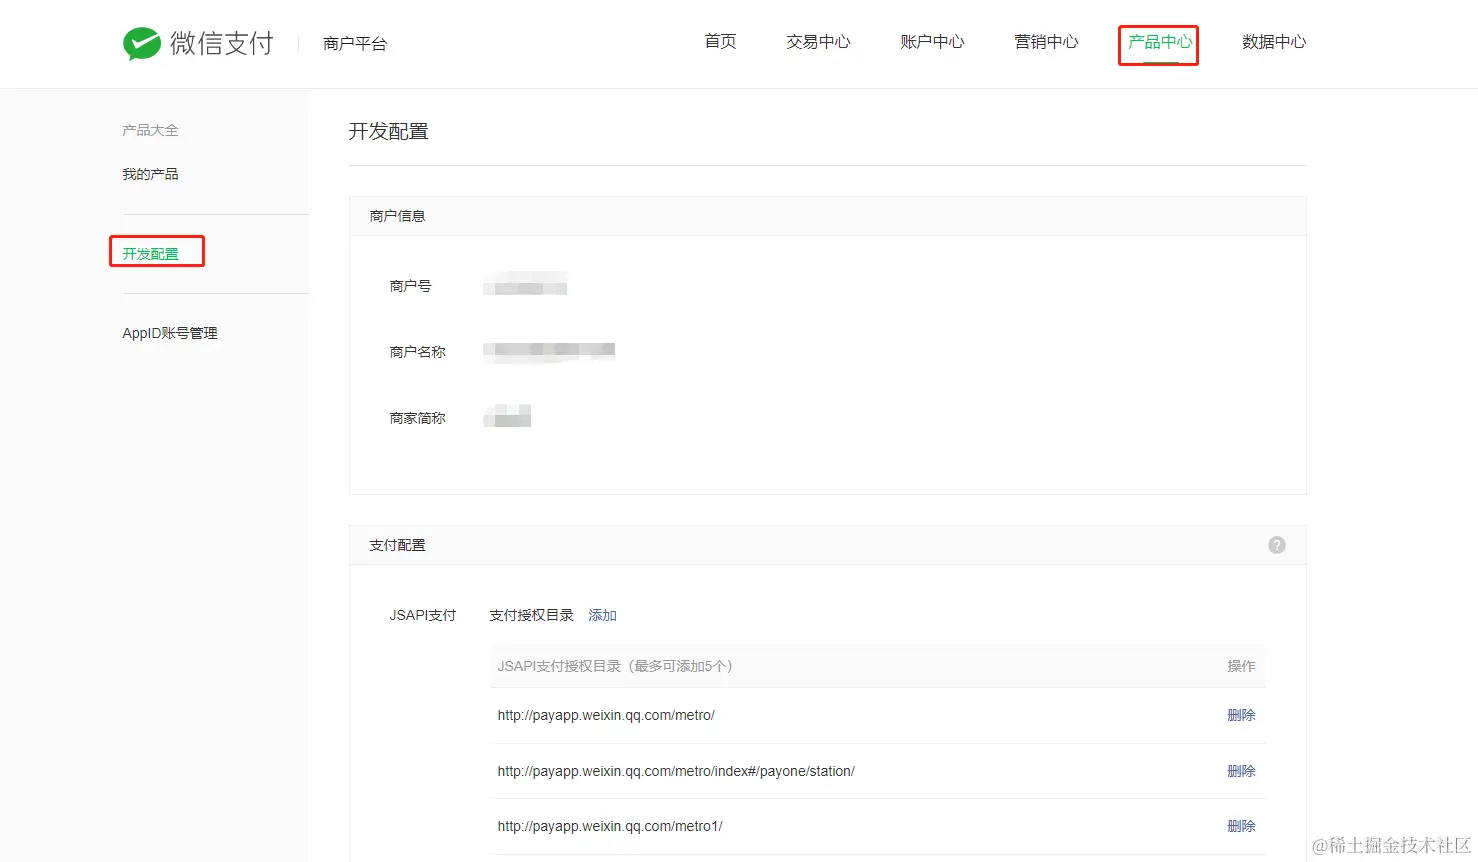 微信支付 商户平台 首页 交易中心 账户中心 营销中心 产品中心 数据中心
产品大全
我的产品
开发配置
AppID账号管理
开发配置
商户信息
商户号
商户名称
商家简称
支付配置 ?
JSAPI支付 支付授权目录 添加
JSAPI支付授权目录（最多可添加5个） 操作
http://payapp.weixin.qq.com/metro/ 删除
http://payapp.weixin.qq.com/metro/index#/payone/station/ 删除
http://payapp.weixin.qq.com/metro1/ 删除
@稀土掘金技术社区